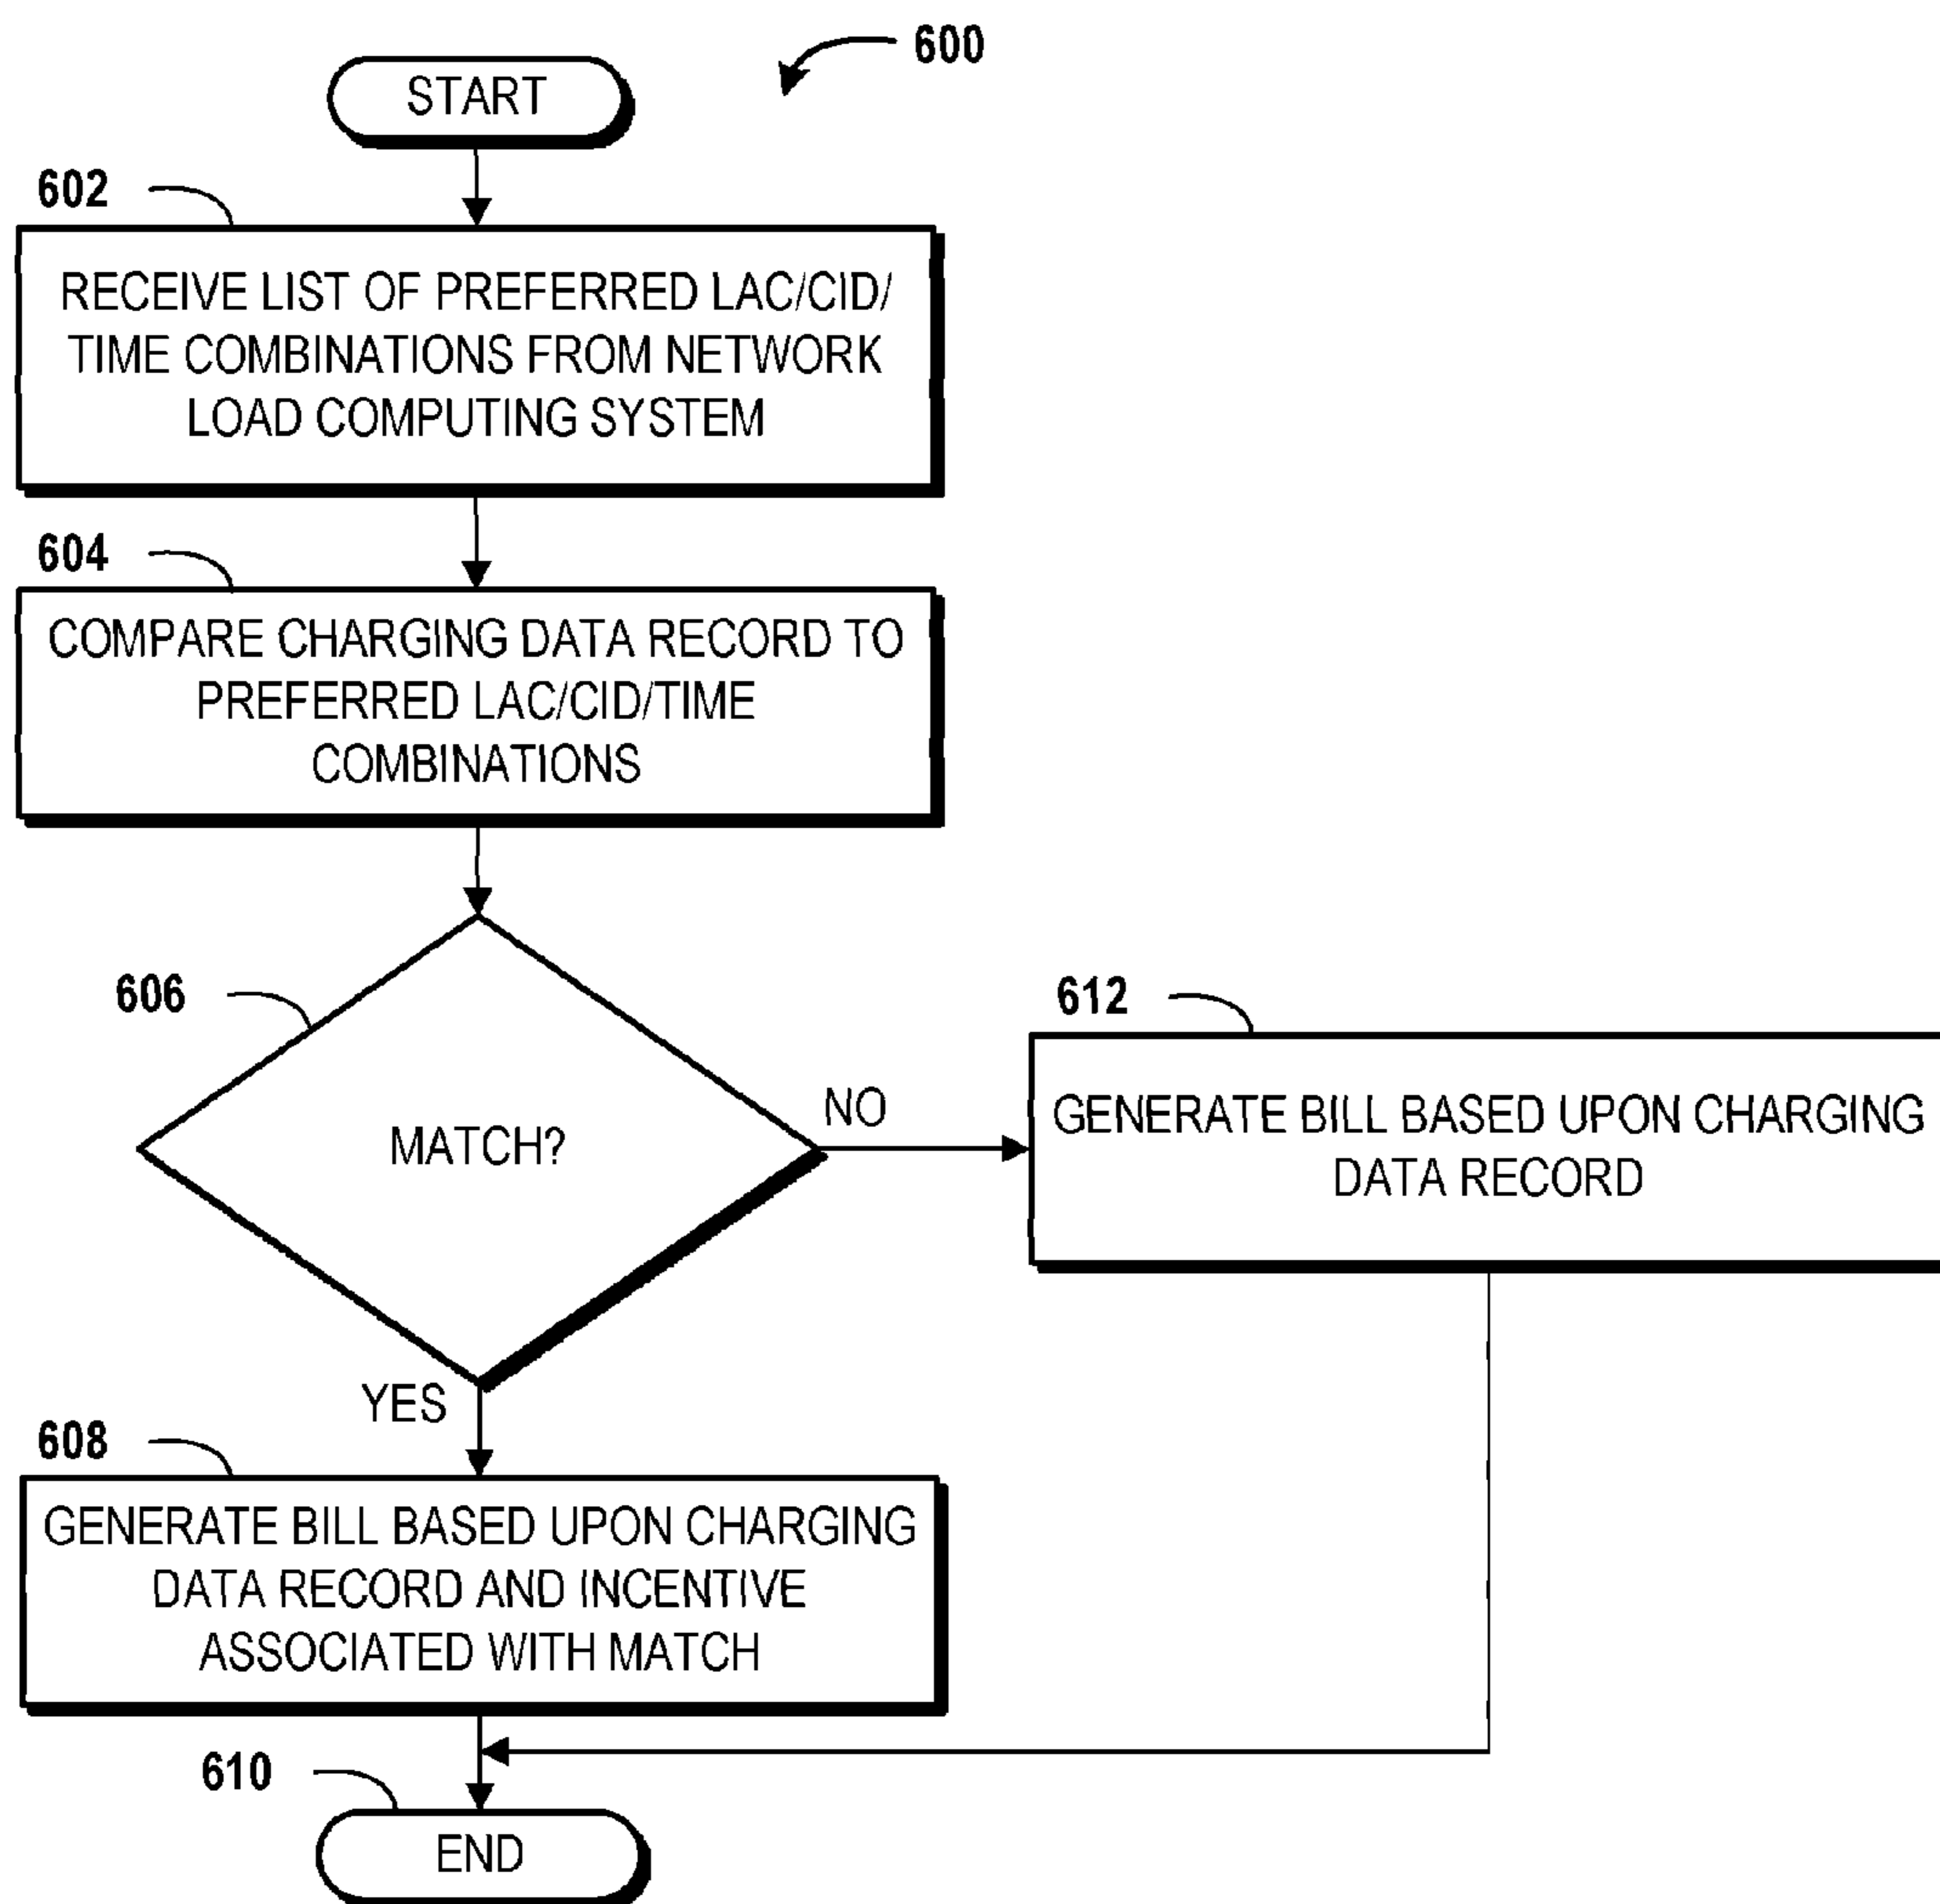 600
START
602
RECEIVE LIST OF PREFERRED LAC/CID/
TIME COMBINATIONS FROM NETWORK
LOAD COMPUTING SYSTEM
604
COMPARE CHARGING DATA RECORD TO
PREFERRED LAC/CID/TIME
COMBINATIONS
606
MATCH?
NO
612
GENERATE BILL BASED UPON CHARGING
DATA RECORD
YES
608
GENERATE BILL BASED UPON CHARGING
DATA RECORD AND INCENTIVE
ASSOCIATED WITH MATCH
610
END